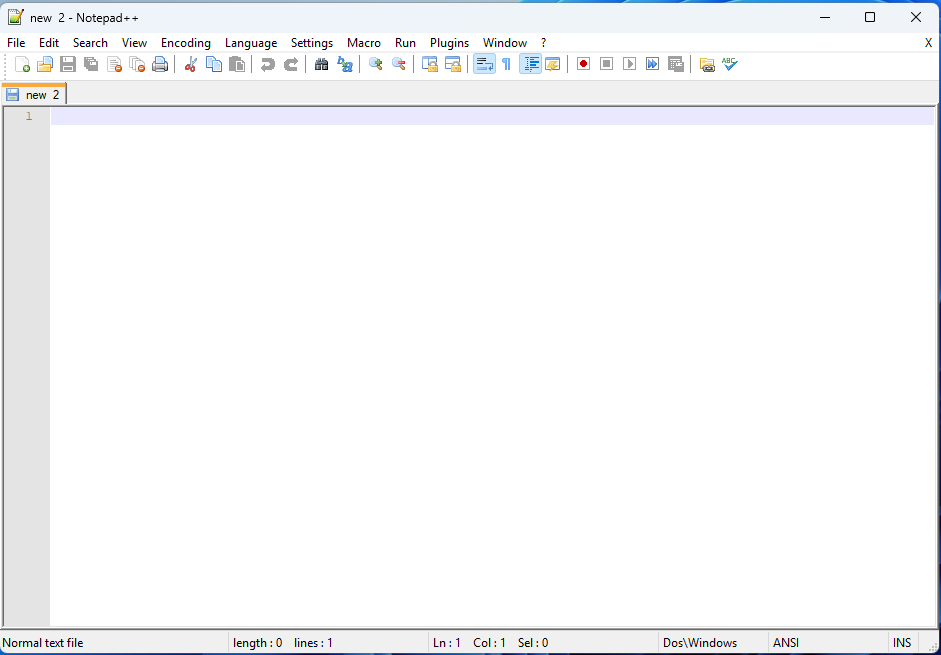 new  2 - Notepad++
File Edit Search View Encoding Language Settings Macro Run Plugins Window ? X
ABC
new  2
1
Normal text file length : 0 lines : 1 Ln : 1 Col : 1 Sel : 0 Dos\Windows ANSI INS